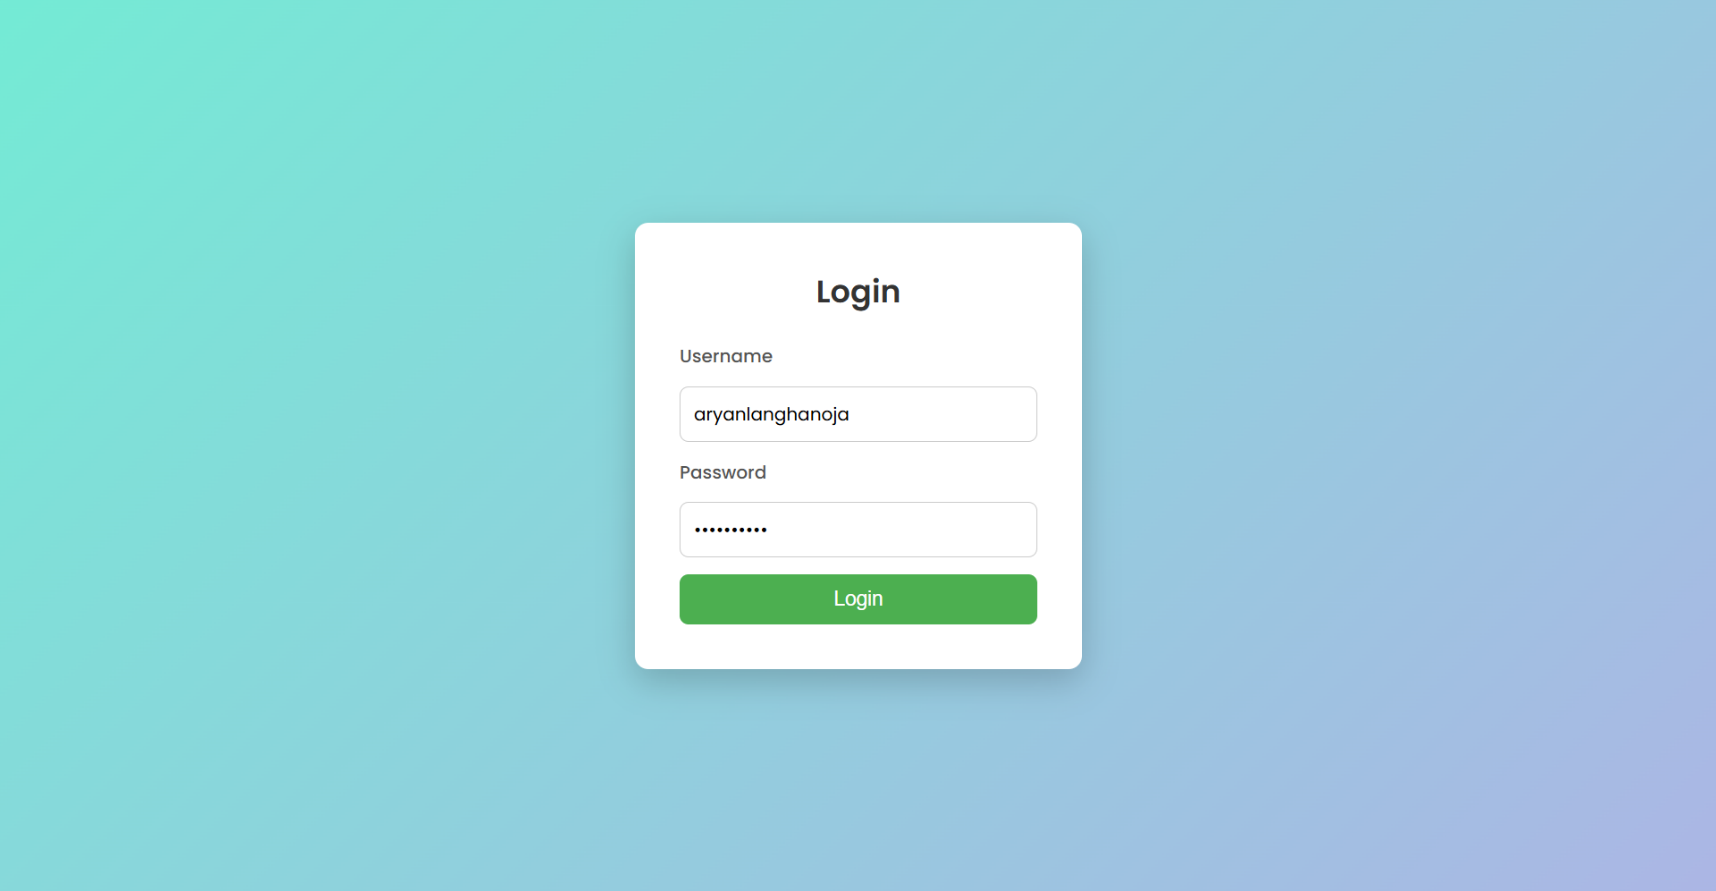 Login
Username
aryanlanghanoja
Password
••••••••••
Login